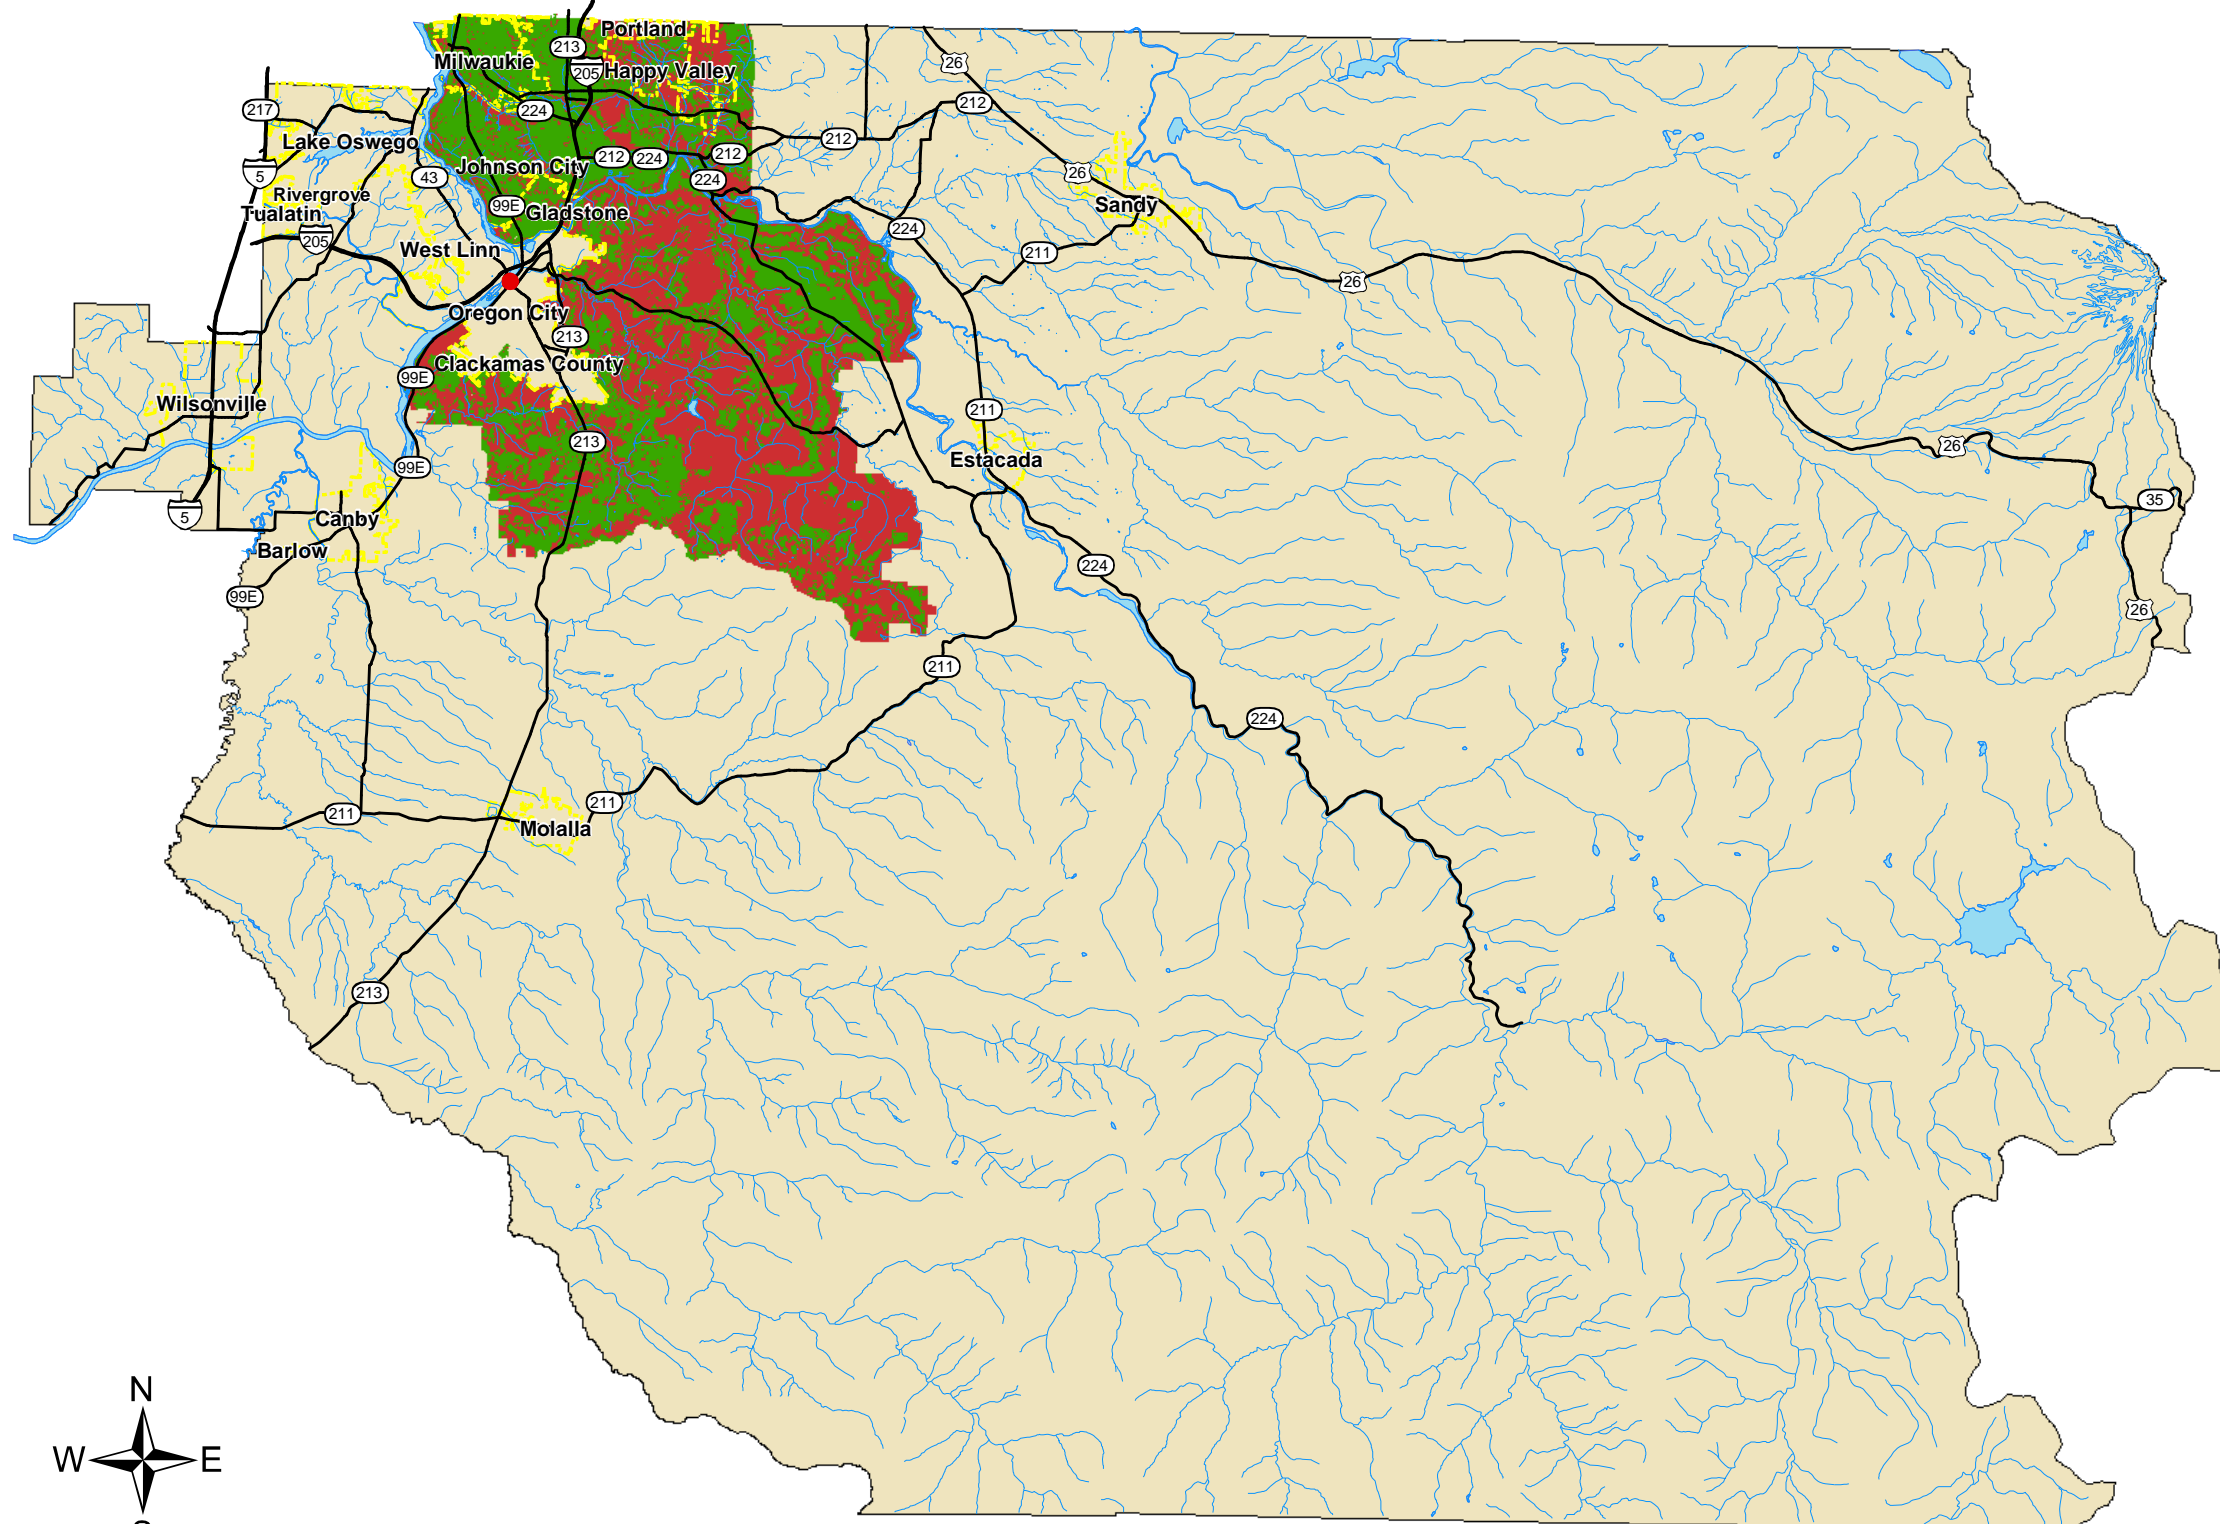 Portland
213
Milwaukie
26
205
Happy Valley
212
217
224
Lake Oswego
212
Johnson City
212
224
212
5
43
26
224
Rivergrove
99E
Sandy
Tualatin
Gladstone
224
205
West Linn
211
26
Oregon City
213
Clackamas County
99E
Wilsonville
211
213
26
Estacada
99E
35
5
Canby
Barlow
224
99E
26
211
224
211
211
Molalla
213
N
W
E